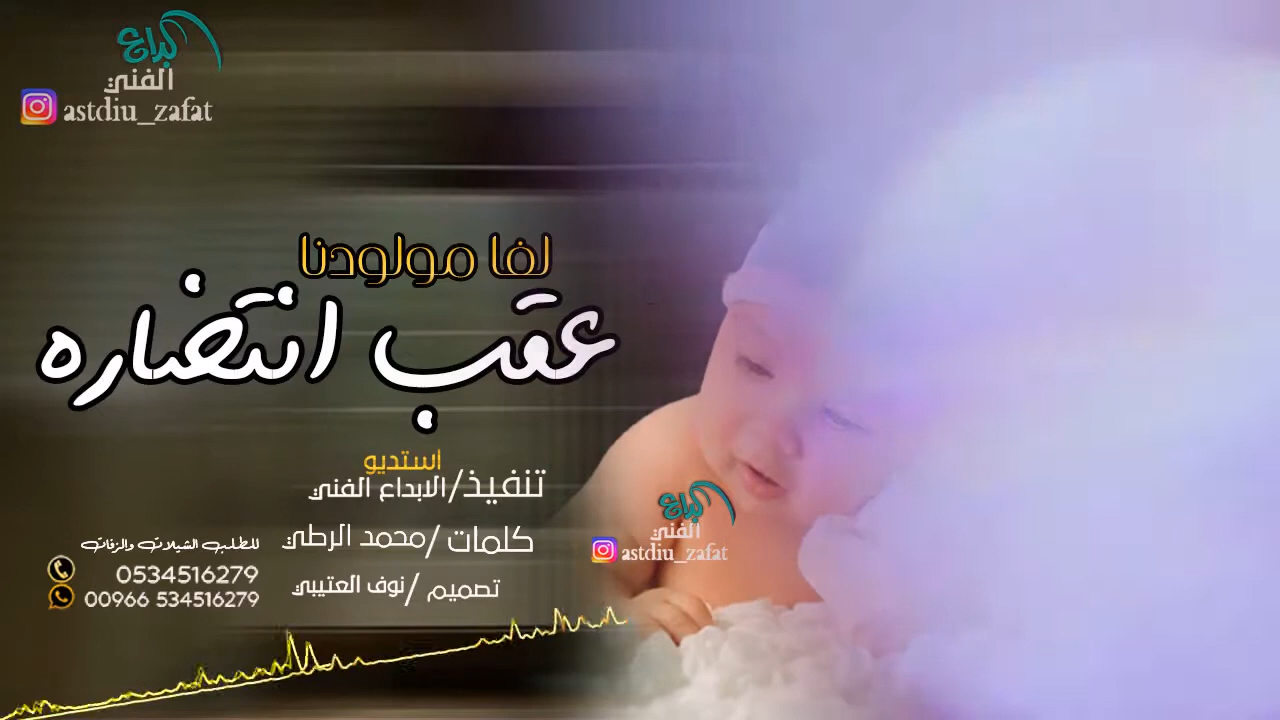 الابداع
الفني
astdiu_zafat
لفا مولودنا
عقب انتضاره
استديو
تنفيذ/الابداع الفني
كلمات /محمد الرطي
تصميم /نوف العتيبي
للطلب الشيلات والزفات
0534516279
00966 534516279
الابداع
الفني
astdiu_zafat